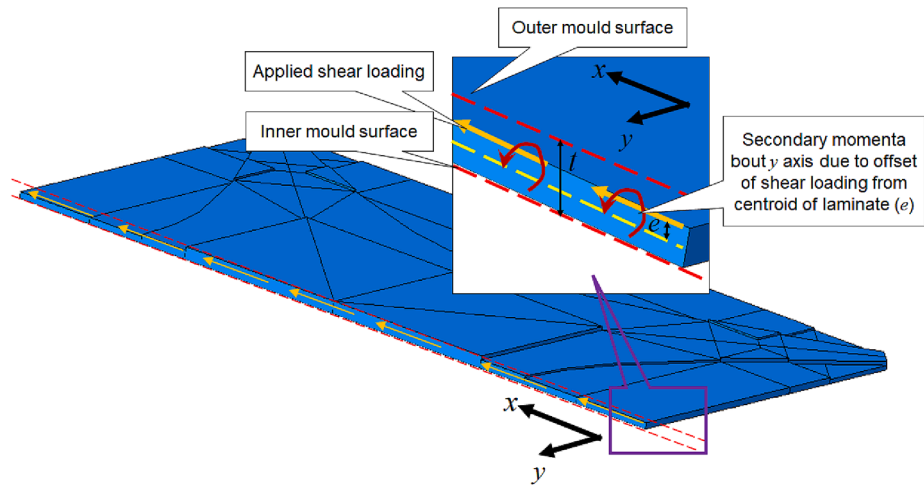 Outer mould surface
Applied shear loading
Inner mould surface
x
y
t
e
Secondary momenta
bout y axis due to offset
of shear loading from
centroid of laminate (e)
x
y